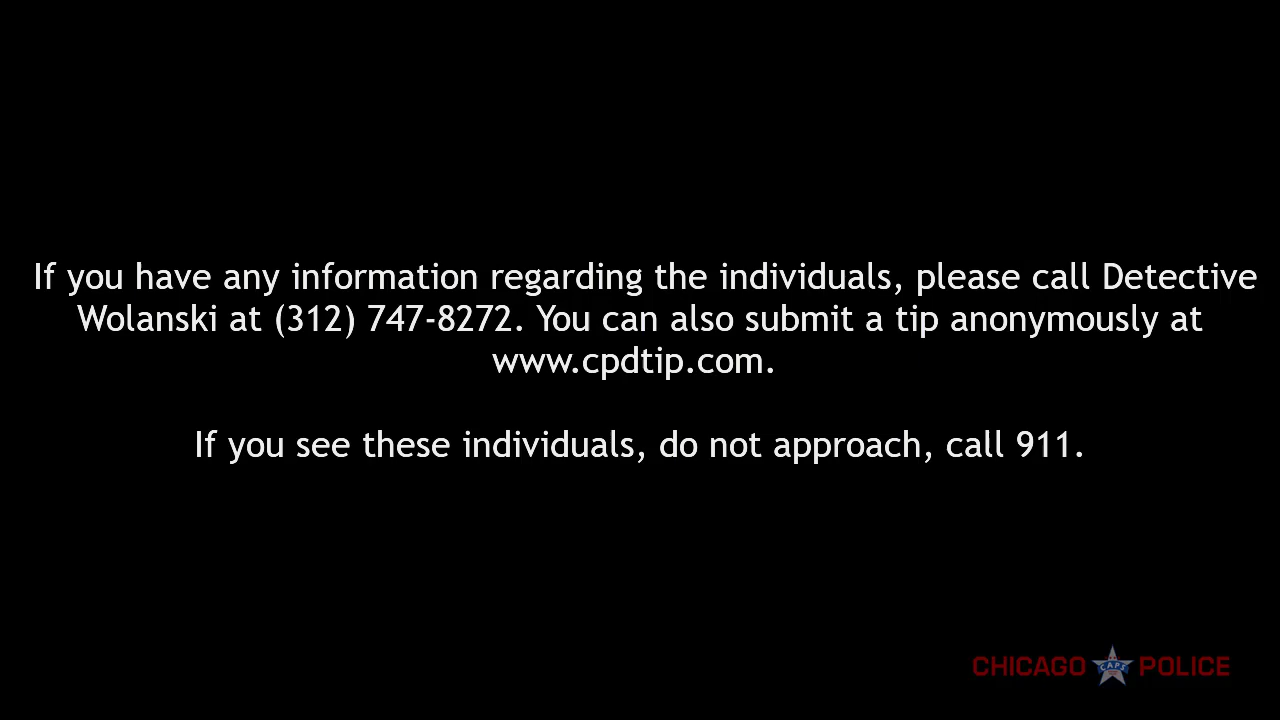 If you have any information regarding the individuals, please call Detective
Wolanski at (312) 747-8272. You can also submit a tip anonymously at
www.cpdtip.com.
If you see these individuals, do not approach, call 911.
CHICAGO CAPS POLICE